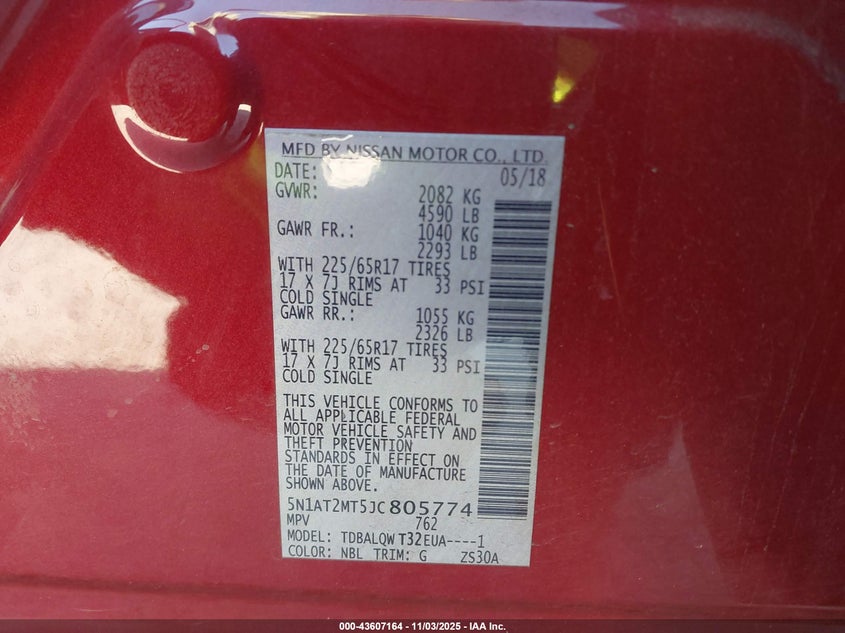 MFD BY NISSAN MOTOR CO., LTD.
DATE: 05/18
GVWR: 2082 KG
4590 LB
GAWR FR.: 1040 KG
2293 LB
WITH 225/65R17 TIRES
17 X 7J RIMS AT 33 PSI
COLD SINGLE
GAWR RR.: 1055 KG
2326 LB
WITH 225/65R17 TIRES
17 X 7J RIMS AT 33 PSI
COLD SINGLE
THIS VEHICLE CONFORMS TO
ALL APPLICABLE FEDERAL
MOTOR VEHICLE SAFETY AND
THEFT PREVENTION
STANDARDS IN EFFECT ON
THE DATE OF MANUFACTURE
SHOWN ABOVE.
5N1AT2MT5JC805774
MPV 762
MODEL: TDBALQWT32EUA----1
COLOR: NBL TRIM: G ZS30A
000-43607164 - 11/03/2025 - IAA Inc.